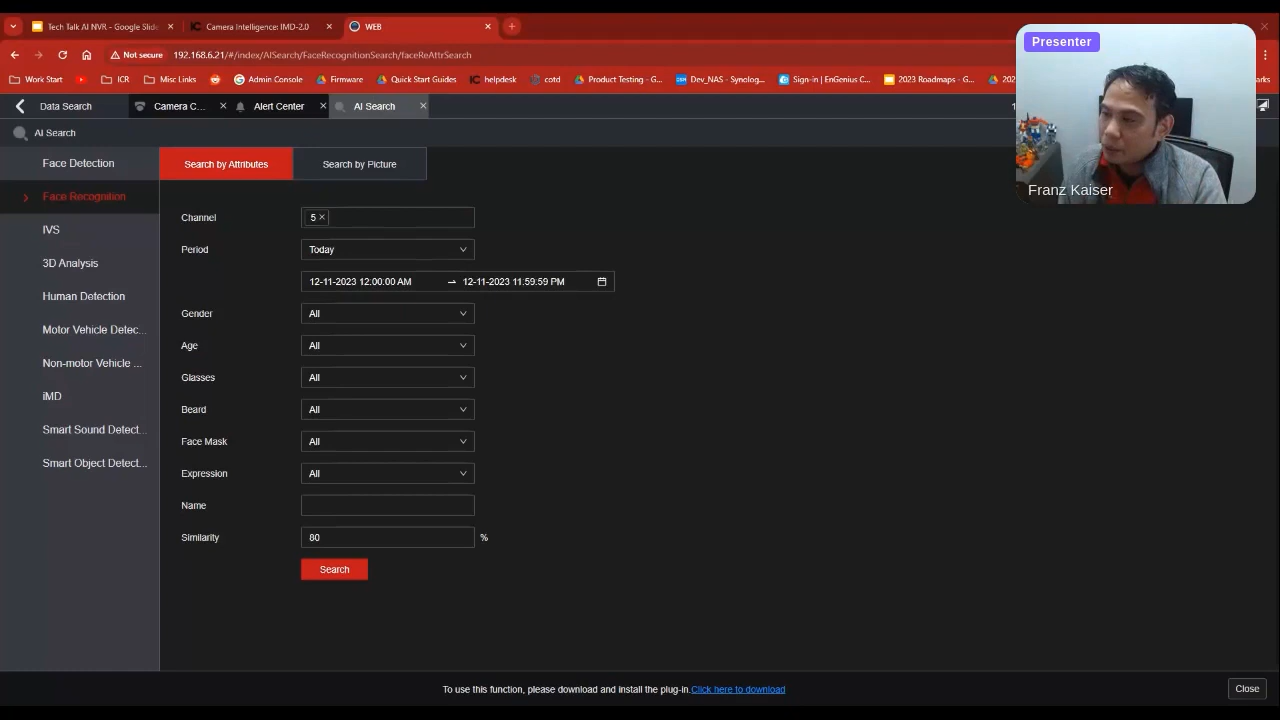 Tech Talk AI NVR - Google Slide
Camera Intelligence: IMD-2.0
WEB
Not secure
192.168.6.21/#/index/AISearch/FaceRecognitionSearch/faceReAttrSearch
Work Start
ICR
Misc Links
Admin Console
Firmware
Quick Start Guides
helpdesk
cotd
Product Testing - G...
Dev_NAS - Synolog...
Sign-in | EnGenius C...
2023 Roadmaps - G...
Data Search
Camera C...
Alert Center
AI Search
AI Search
Presenter
Franz Kaiser
Face Detection
Face Recognition
IVS
3D Analysis
Human Detection
Motor Vehicle Detec...
Non-motor Vehicle ...
iMD
Smart Sound Detect...
Smart Object Detect...
Search by Attributes
Search by Picture
Channel 5
Period Today
12-11-2023 12:00:00 AM → 12-11-2023 11:59:59 PM
Gender All
Age All
Glasses All
Beard All
Face Mask All
Expression All
Name
Similarity 80 %
Search
To use this function, please download and install the plug-in.Click here to download
Close